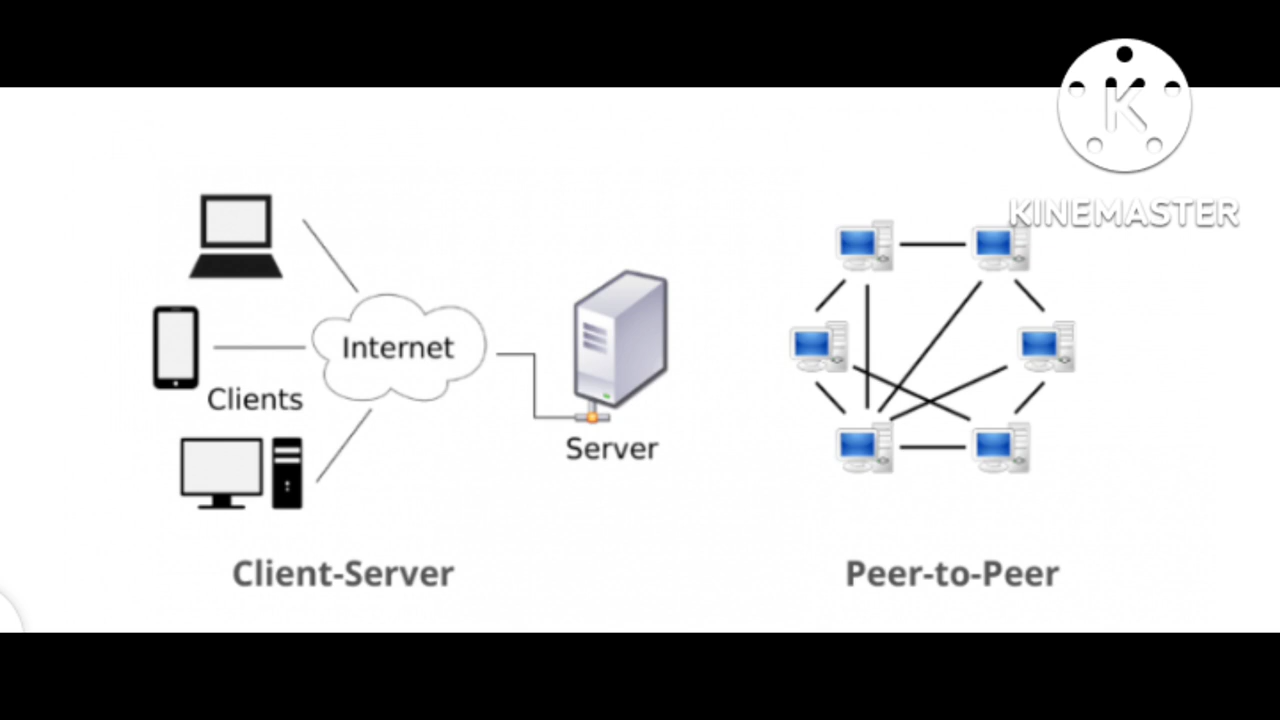 K
KINEMASTER
Internet
Clients
Server
Client-Server
Peer-to-Peer